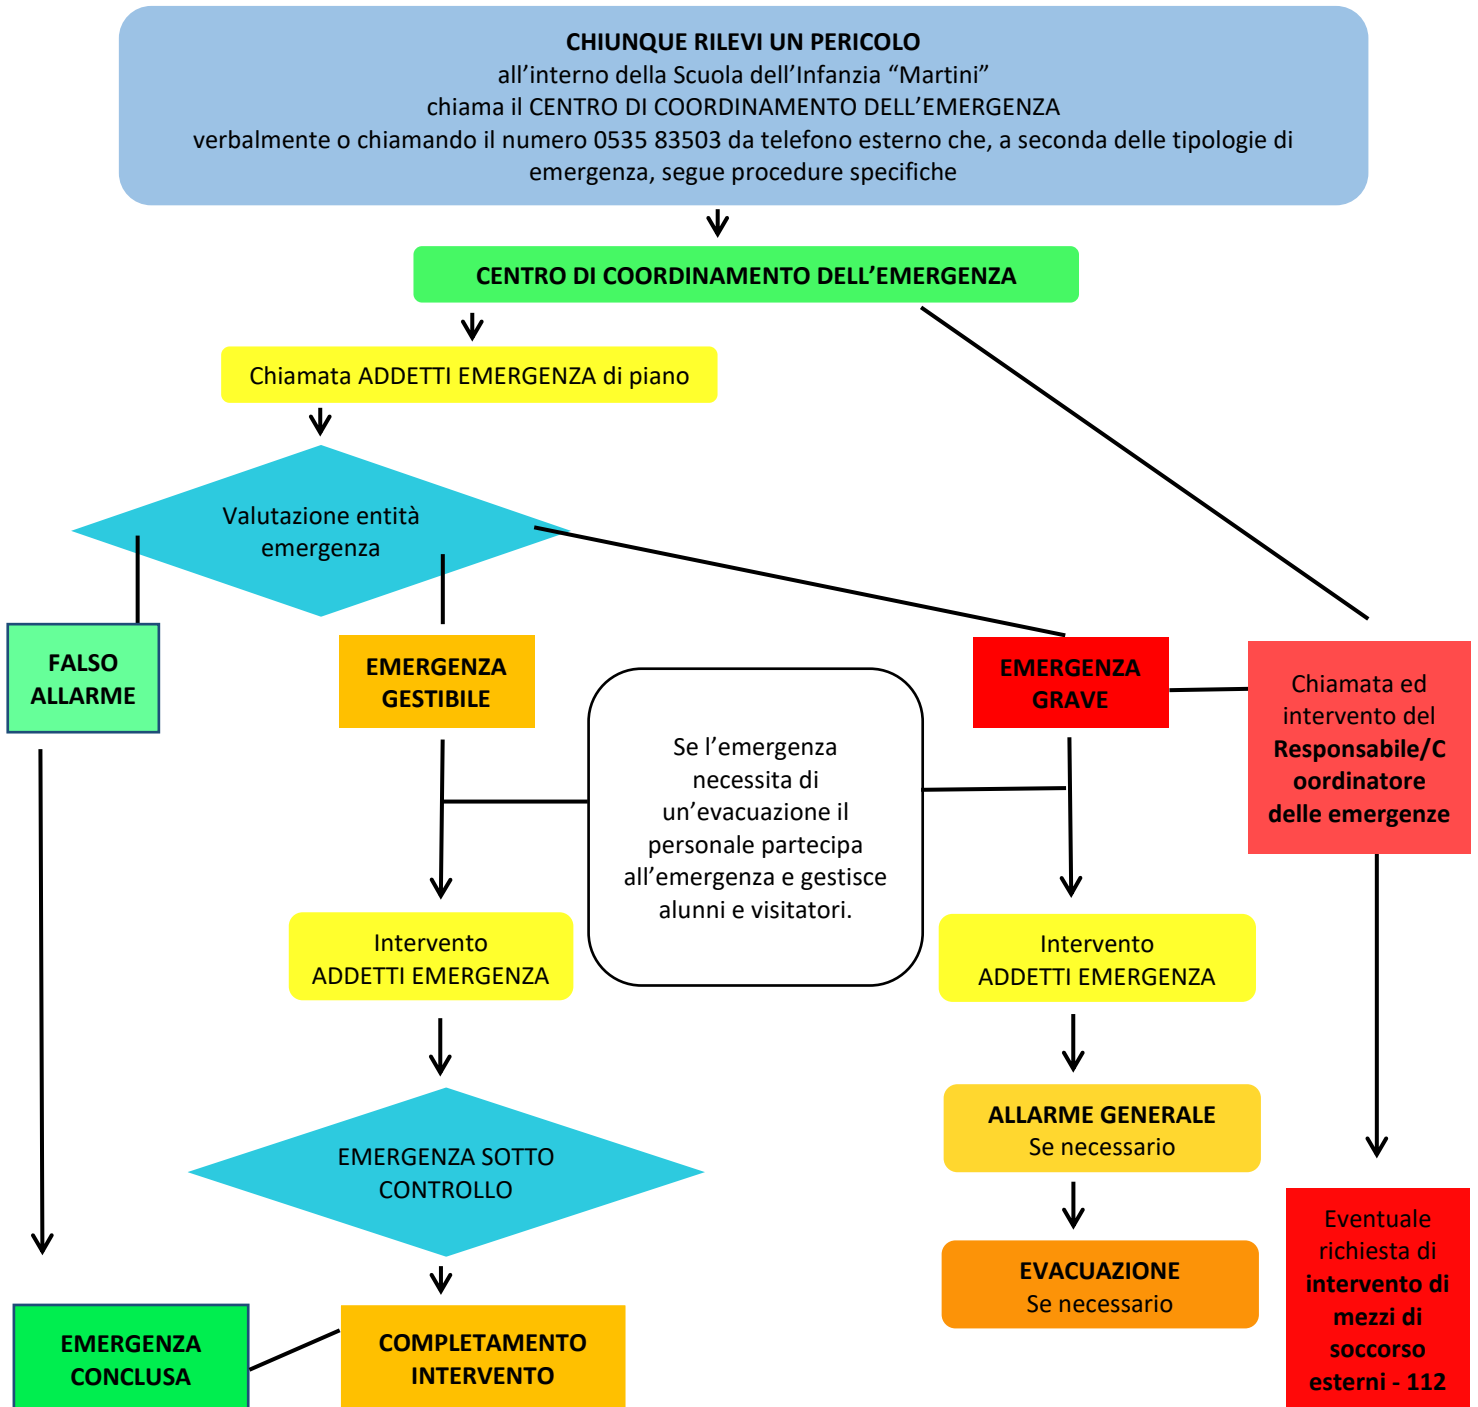 CHIUNQUE RILEVI UN PERICOLO
all’interno della Scuola dell’Infanzia “Martini”
chiama il CENTRO DI COORDINAMENTO DELL’EMERGENZA
verbalmente o chiamando il numero 0535 83503 da telefono esterno che, a seconda delle tipologie di
emergenza, segue procedure specifiche
CENTRO DI COORDINAMENTO DELL’EMERGENZA
Chiamata ADDETTI EMERGENZA di piano
Valutazione entità
emergenza
FALSO
ALLARME
EMERGENZA
GESTIBILE
EMERGENZA
GRAVE
Chiamata ed
intervento del
Responsabile/C
oordinatore
delle emergenze
Se l’emergenza
necessita di
un’evacuazione il
personale partecipa
all’emergenza e gestisce
alunni e visitatori.
Intervento
ADDETTI EMERGENZA
Intervento
ADDETTI EMERGENZA
EMERGENZA SOTTO
CONTROLLO
ALLARME GENERALE
Se necessario
EVACUAZIONE
Se necessario
Eventuale
richiesta di
intervento di
mezzi di
soccorso
esterni - 112
EMERGENZA
CONCLUSA
COMPLETAMENTO
INTERVENTO